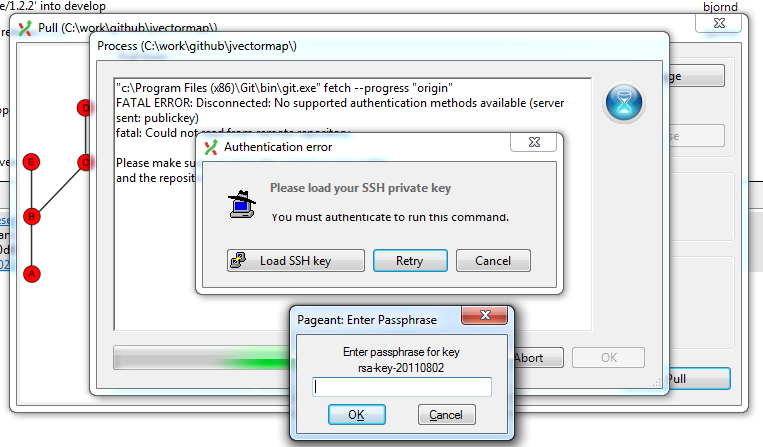 e/1.2.2' into develop
bjornd
Pull (C:\work\github\jvectormap\)
Process (C:\work\github\jvectormap\)
"c:\Program Files (x86)\Git\bin\git.exe" fetch --progress "origin"
FATAL ERROR: Disconnected: No supported authentication methods available (server
sent: publickey)
fatal: Could not read from remote repository.
Please make su
and the reposit
Authentication error
Please load your SSH private key
You must authenticate to run this command.
Load SSH key
Retry
Cancel
Pageant: Enter Passphrase
Enter passphrase for key
rsa-key-20110802
OK
Cancel
Abort
OK
Pull
D
E
C
B
A